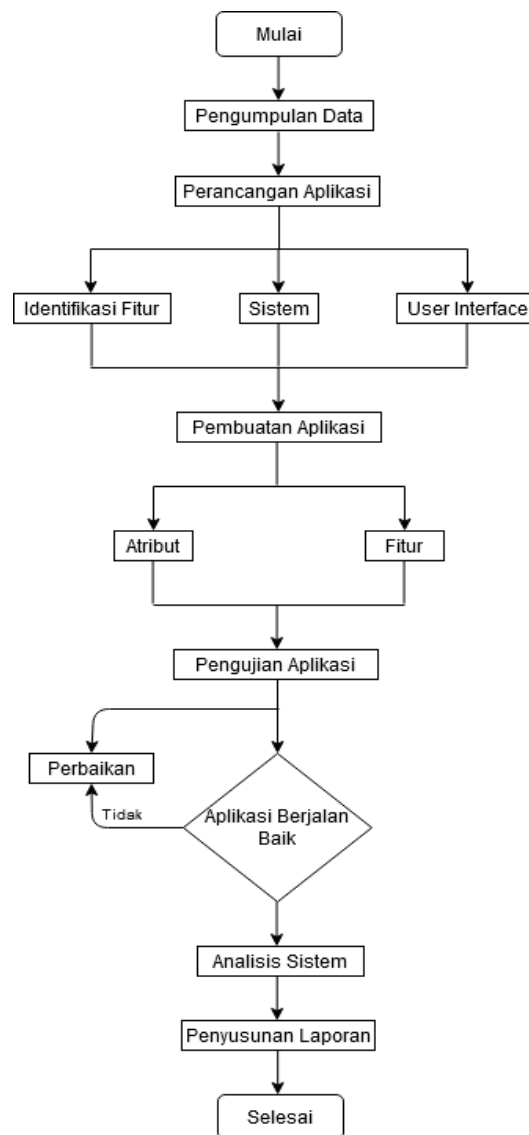 Mulai
Pengumpulan Data
Perancangan Aplikasi
Identifikasi Fitur
Sistem
User Interface
Pembuatan Aplikasi
Atribut
Fitur
Pengujian Aplikasi
Perbaikan
Tidak
Aplikasi Berjalan
Baik
Analisis Sistem
Penyusunan Laporan
Selesai